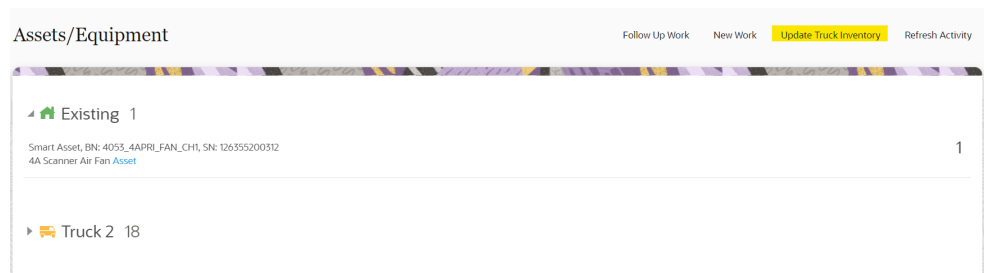 Assets/Equipment
Follow Up Work New Work Update Truck Inventory Refresh Activity
Existing 1
Smart Asset, BN: 4053_4APRI_FAN_CH1, SN: 126355200312
1
4A Scanner Air Fan Asset
Truck 2 18